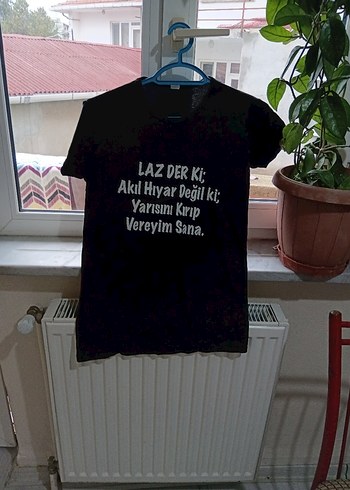 LAZ DER Ki;
Akıl Hıyar Değil ki;
Yarısını Kırıp
Vereyim Sana.